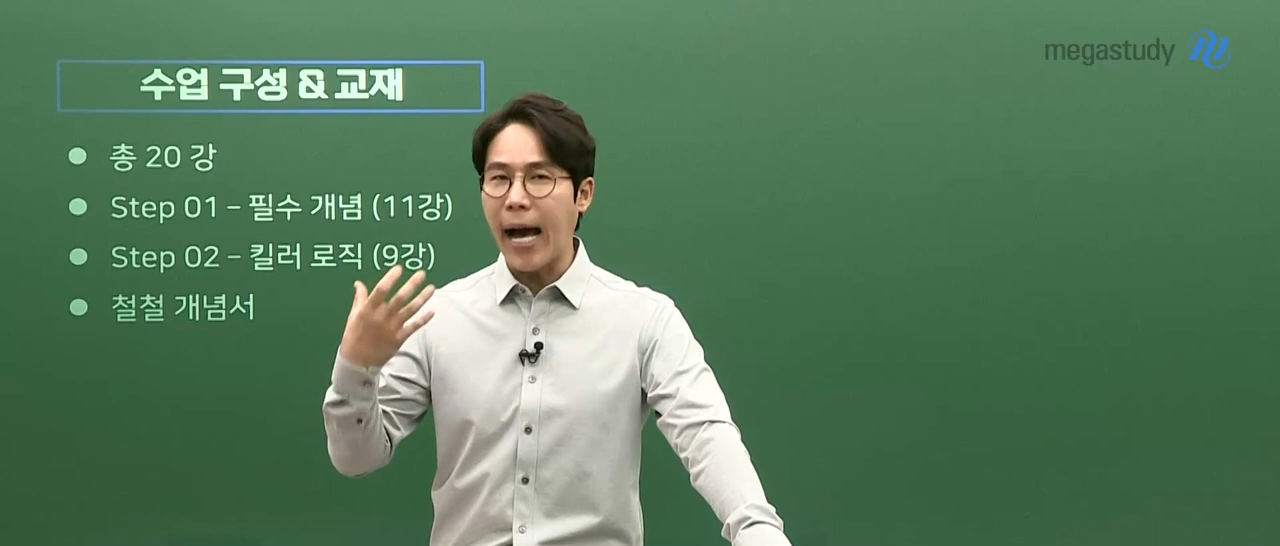 megastudy
수업 구성 & 교재
총 20 강
Step 01 – 필수 개념 (11강)
Step 02 – 킬러 로직 (9강)
철철 개념서